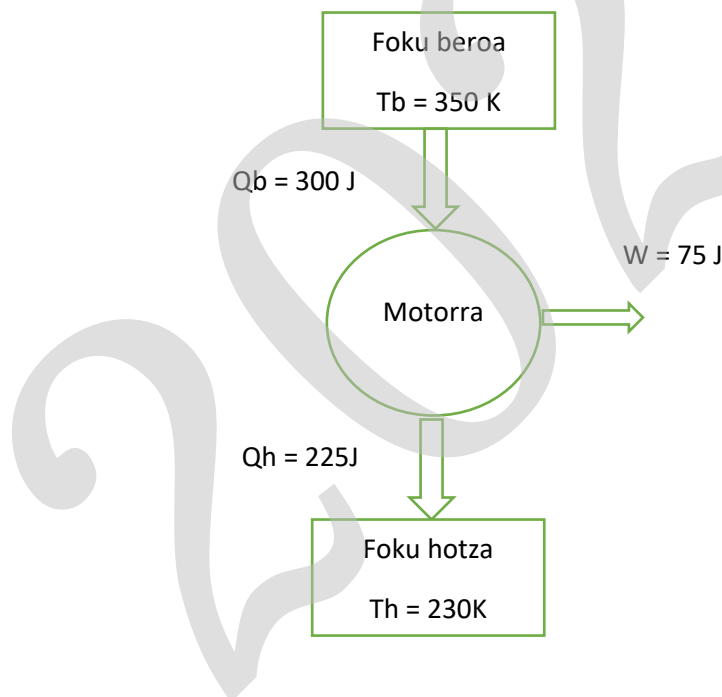 Foku beroa
Tb = 350 K
Qb = 300 J
W = 75 J
Motorra
Qh = 225J
Foku hotza
Th = 230K